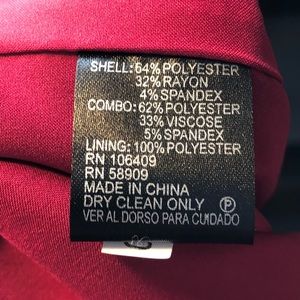 SHELL: 64% POLYESTER
32% RAYON
4% SPANDEX
COMBO: 62% POLYESTER
33% VISCOSE
5% SPANDEX
LINING: 100% POLYESTER
RN 106409
RN 58909
MADE IN CHINA
DRY CLEAN ONLY Ⓟ
VER AL DORSO PARA CUIDADO